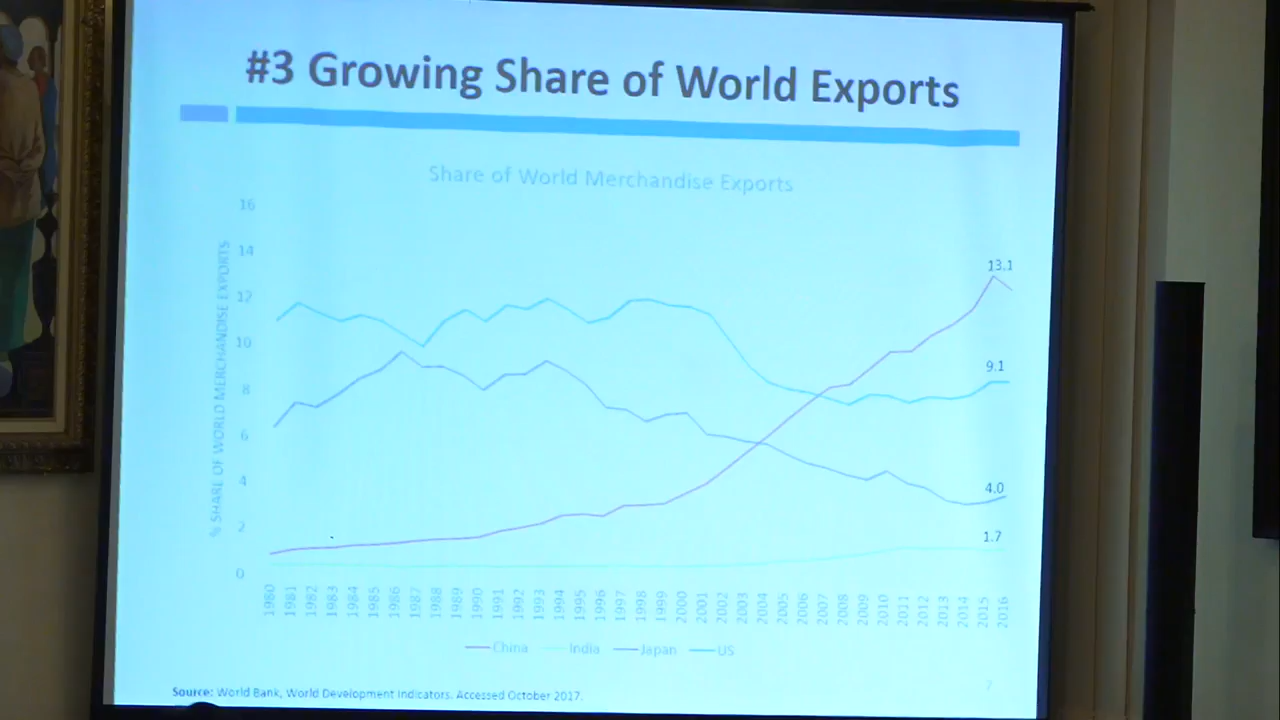 #3 Growing Share of World Exports
Share of World Merchandise Exports
% SHARE OF WORLD MERCHANDISE EXPORTS
16
14
12
10
8
6
4
2
0
13.1
9.1
4.0
1.7
1980 1981 1982 1983 1984 1985 1986 1987 1988 1989 1990 1991 1992 1993 1994 1995 1996 1997 1998 1999 2000 2001 2002 2003 2004 2005 2006 2007 2008 2009 2010 2011 2012 2013 2014 2015 2016
China India Japan US
Source: World Bank, World Development Indicators. Accessed October 2017.
7